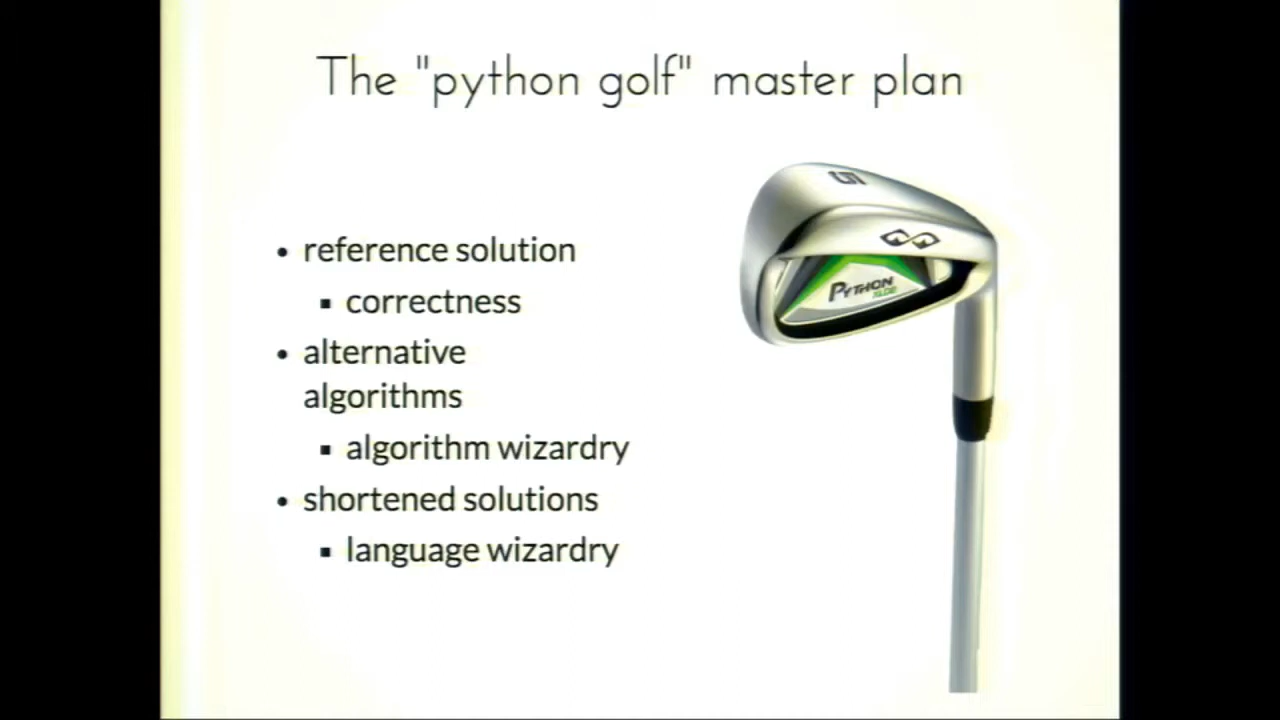 The "python golf" master plan
• reference solution
▪ correctness
• alternative
algorithms
▪ algorithm wizardry
• shortened solutions
▪ language wizardry
5
PYTHON